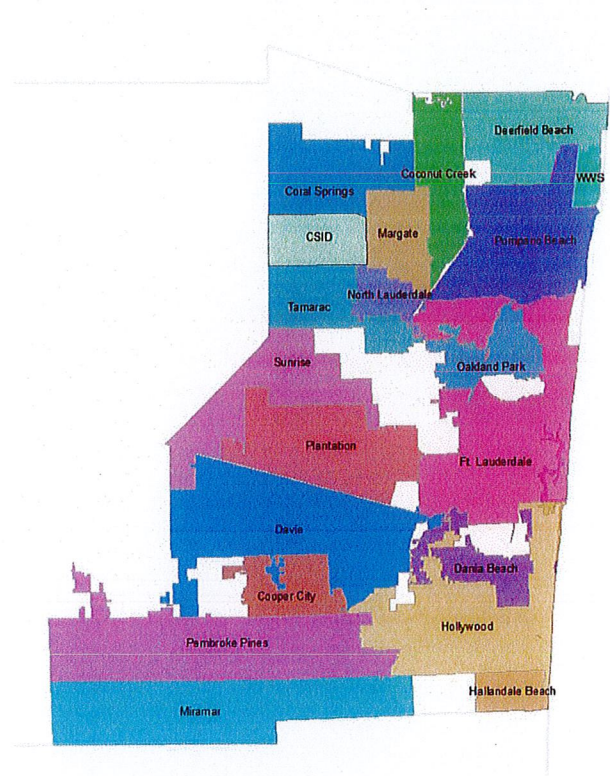 Deerfield Beach
Coconut Creek
WWS
Coral Springs
CSID
Margate
Pompano Beach
North Lauderdale
Tamarac
Sunrise
Oakland Park
Plantation
Ft. Lauderdale
Davie
Dania Beach
Cooper City
Hollywood
Pembroke Pines
Hallandale Beach
Miramar